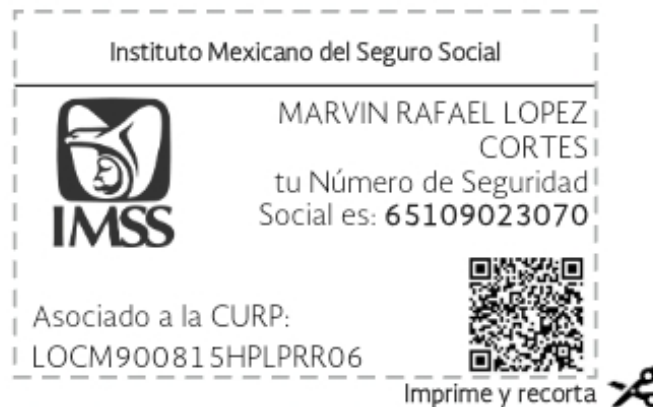 Instituto Mexicano del Seguro Social
MARVIN RAFAEL LOPEZ
CORTES
tu Número de Seguridad
Social es: 65109023070
IMSS
Asociado a la CURP:
LOCM900815HPLPRR06
Imprime y recorta